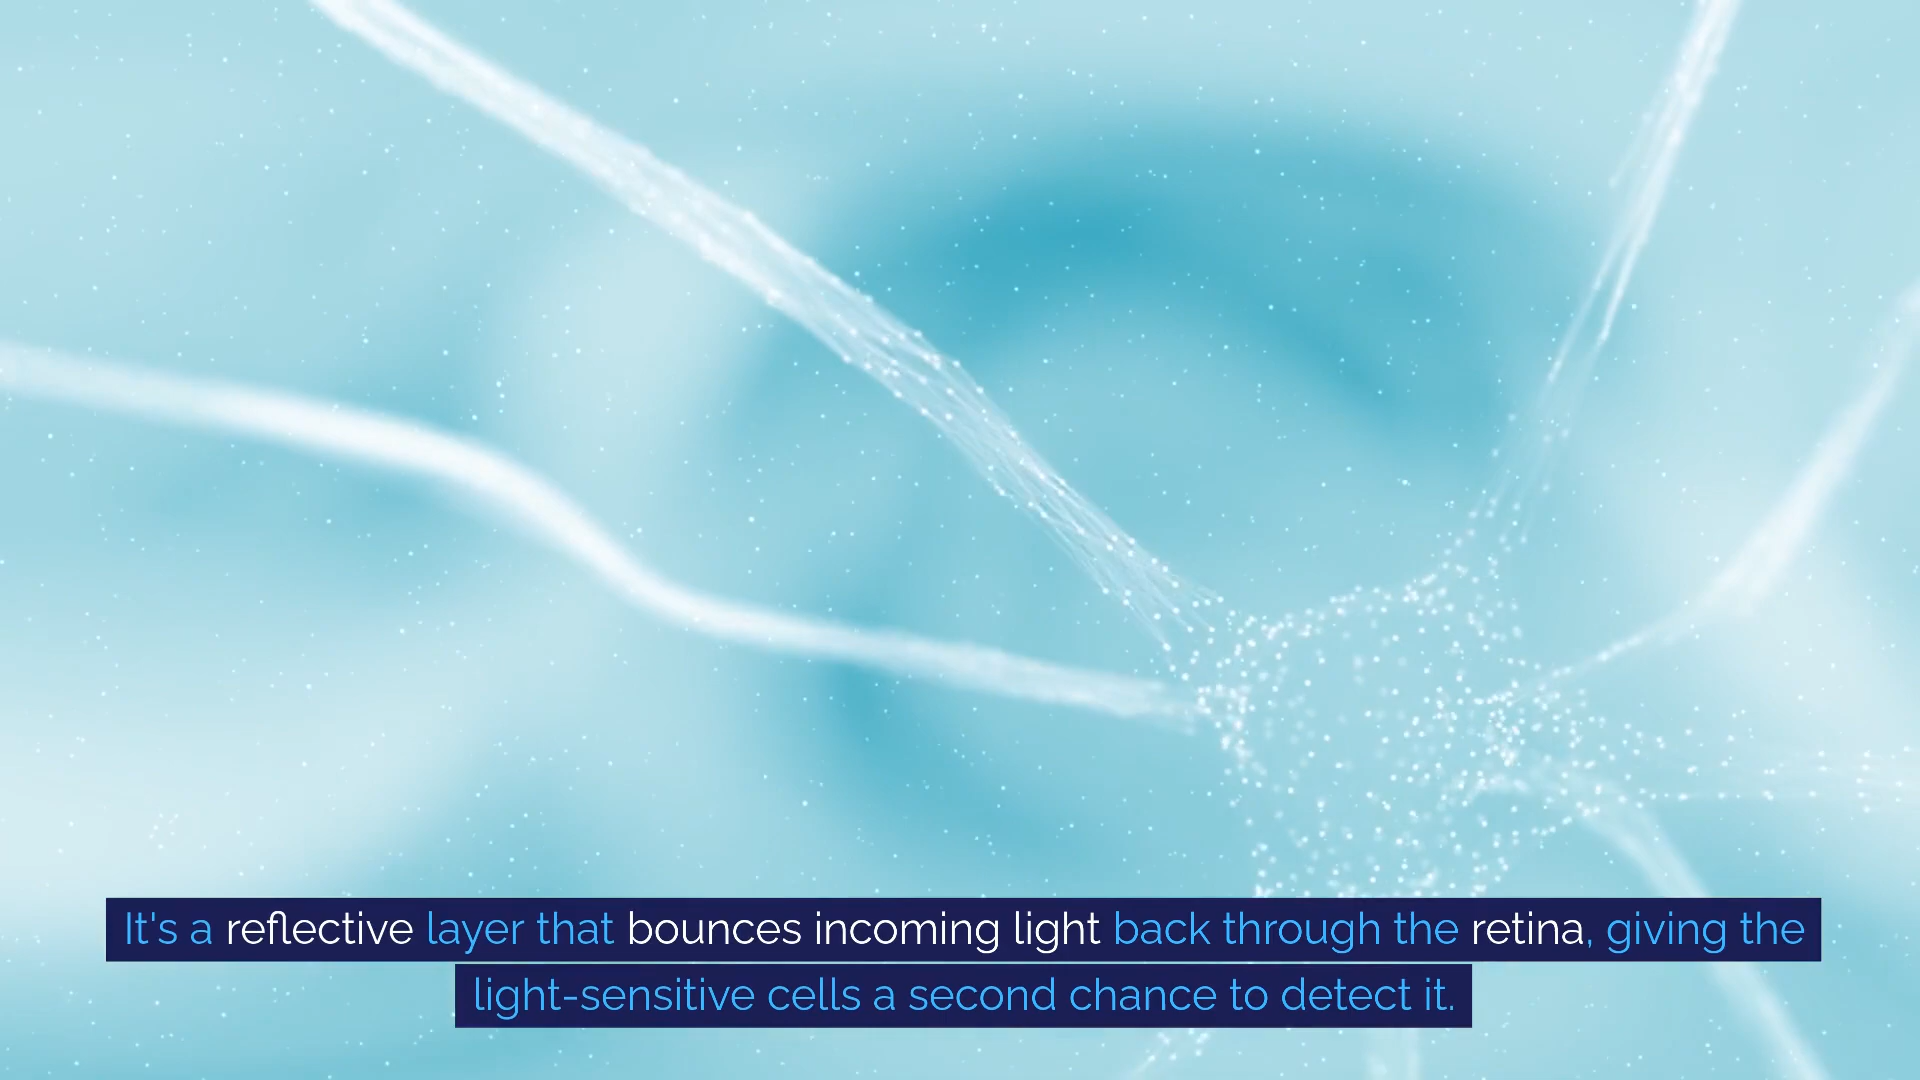 It's a reflective layer that bounces incoming light back through the retina, giving the
light-sensitive cells a second chance to detect it.